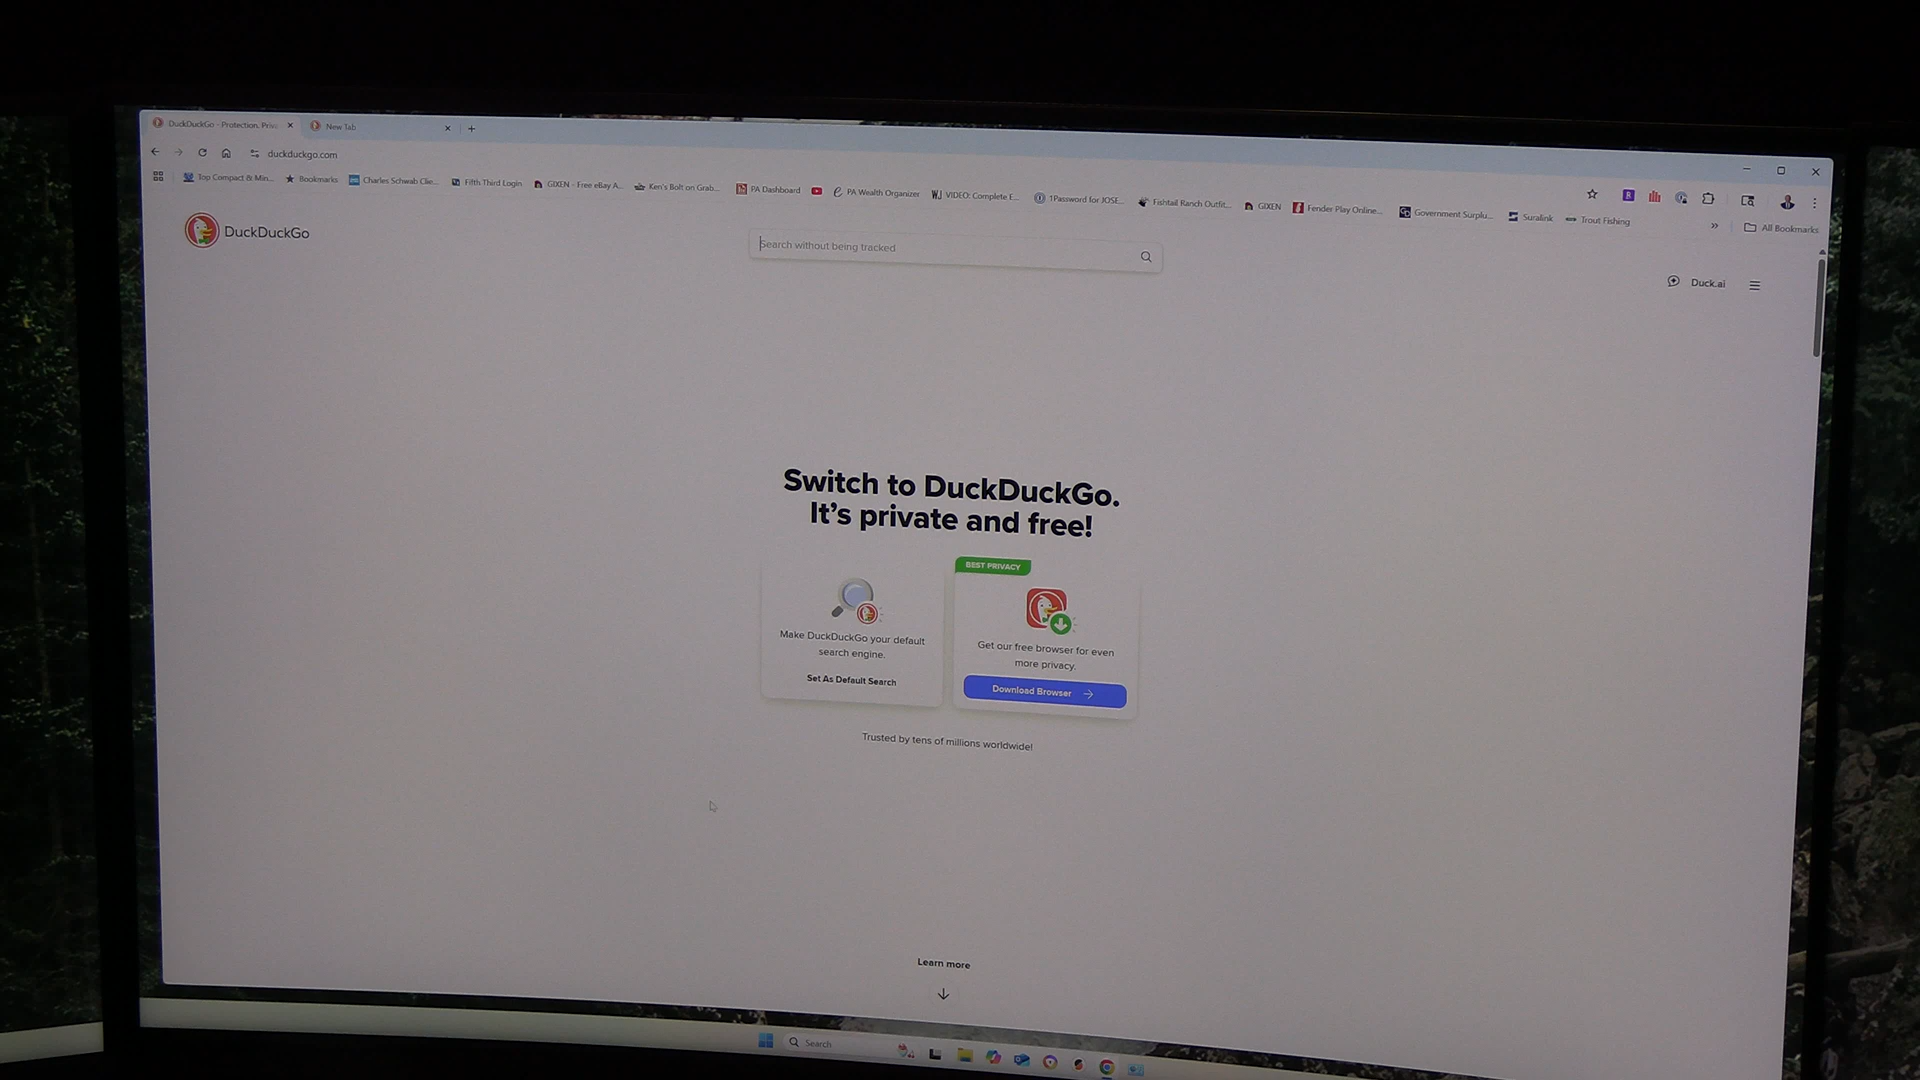 DuckDuckGo - Protection. Priva
New Tab
duckduckgo.com
Top Compact & Min...
Bookmarks
Charles Schwab Clie...
Fifth Third Login
GIXEN - Free eBay A...
Ken's Bolt on Grab...
PA Dashboard
PA Wealth Organizer
VIDEO: Complete E...
1Password for JOSE...
Fishtail Ranch Outfit...
GIXEN
Fender Play Online...
Government Surplu...
Suralink
Trout Fishing
All Bookmarks
DuckDuckGo
Search without being tracked
Duck.ai
Switch to DuckDuckGo.
It's private and free!
BEST PRIVACY
Make DuckDuckGo your default
search engine.
Set As Default Search
Get our free browser for even
more privacy.
Download Browser
Trusted by tens of millions worldwide!
Learn more
Search